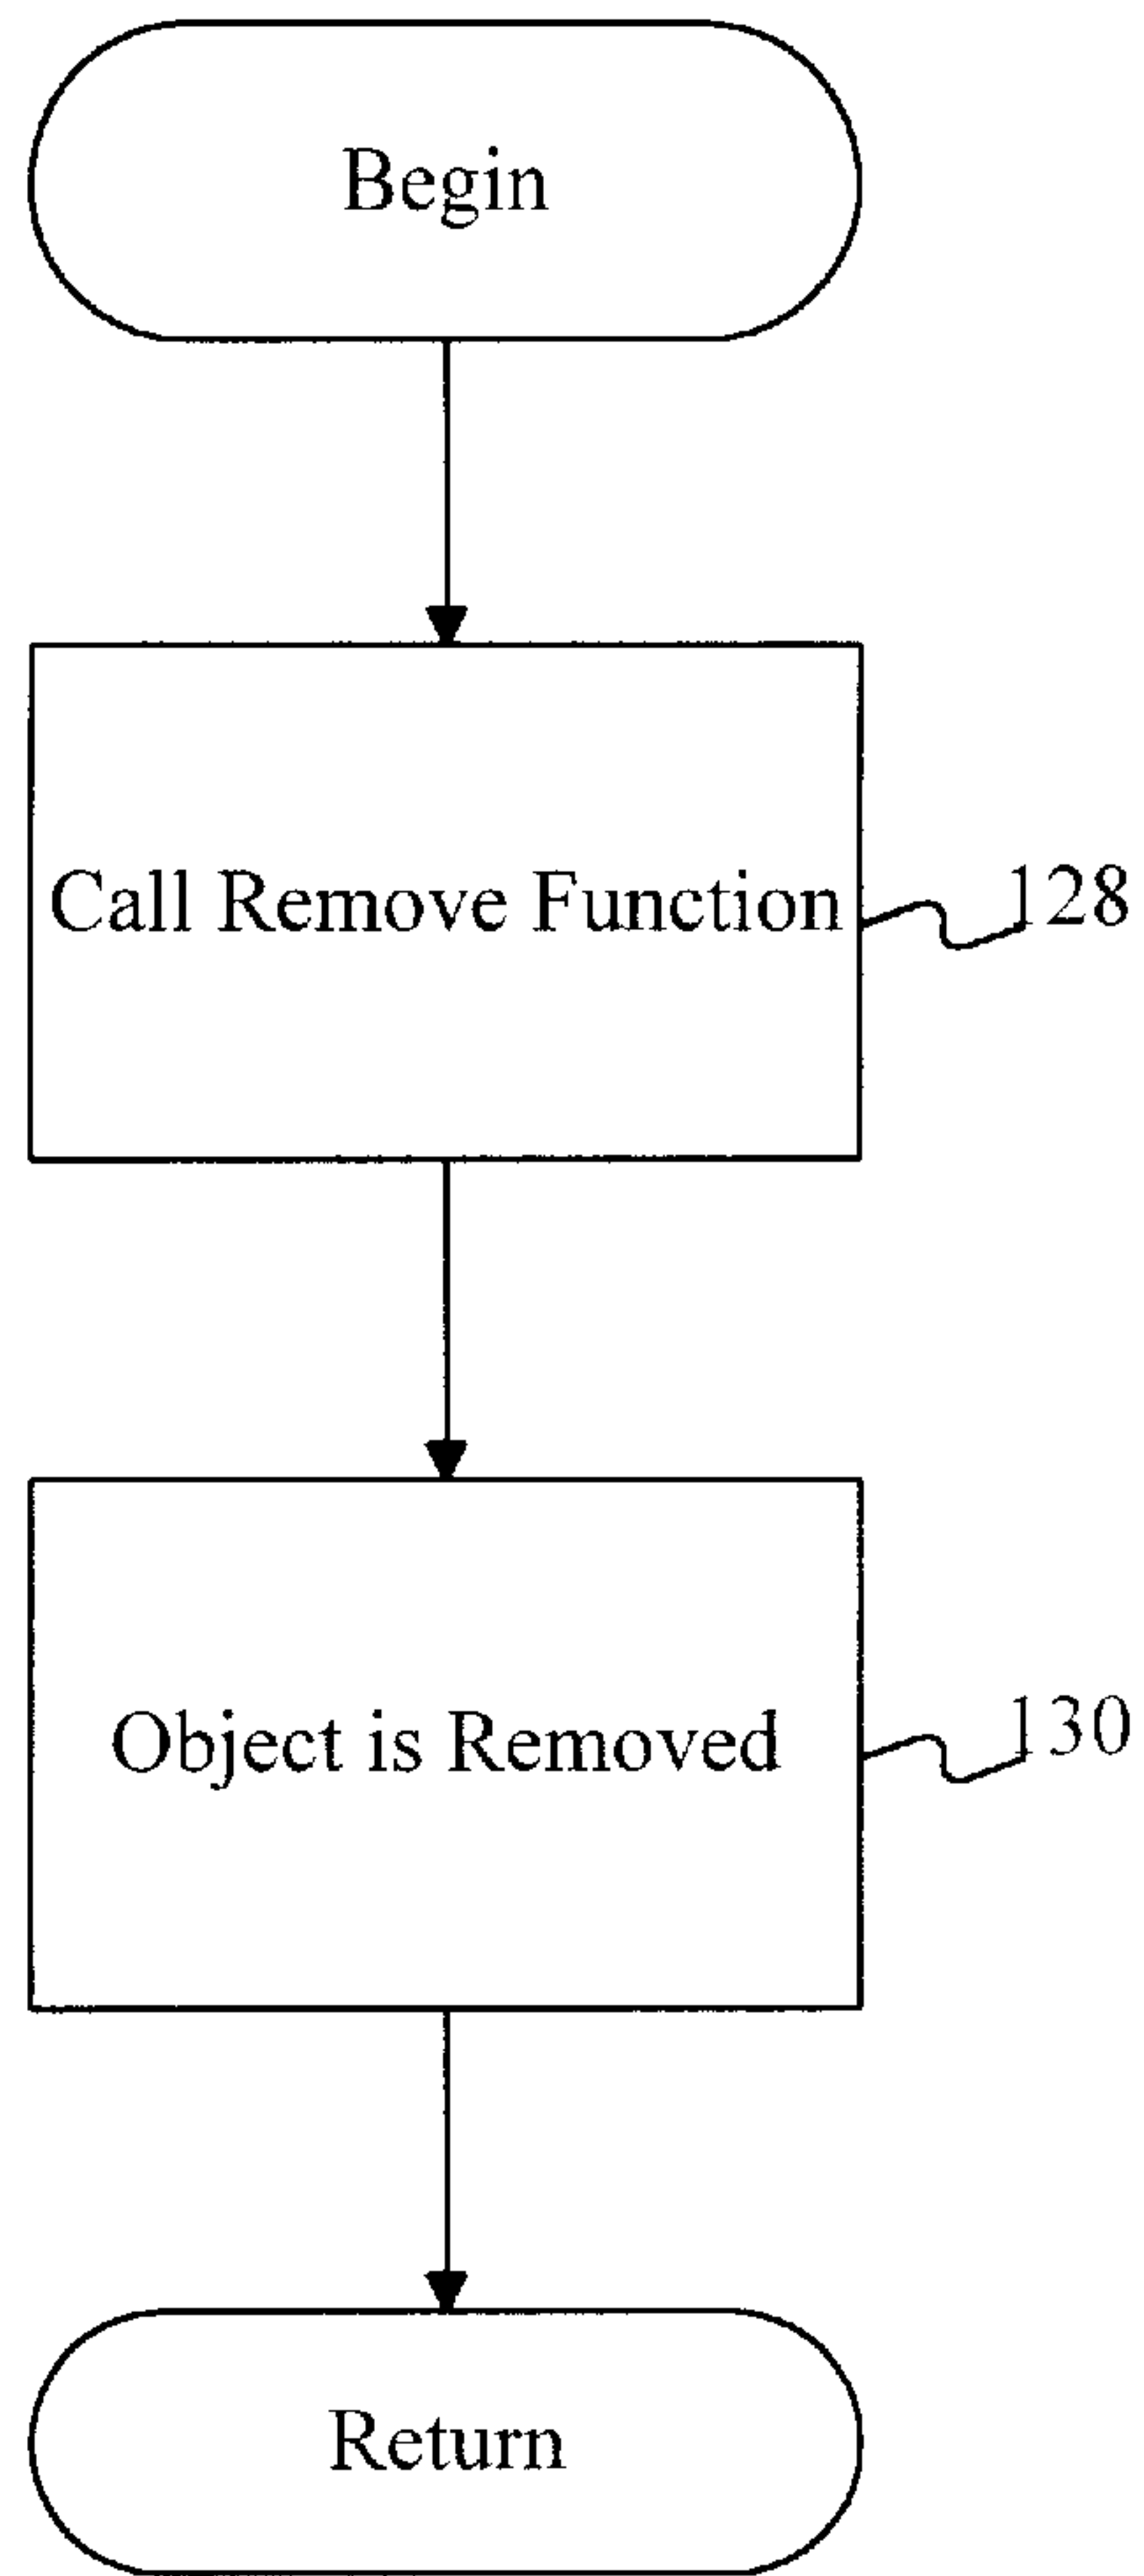 Begin
Call Remove Function
128
Object is Removed
130
Return